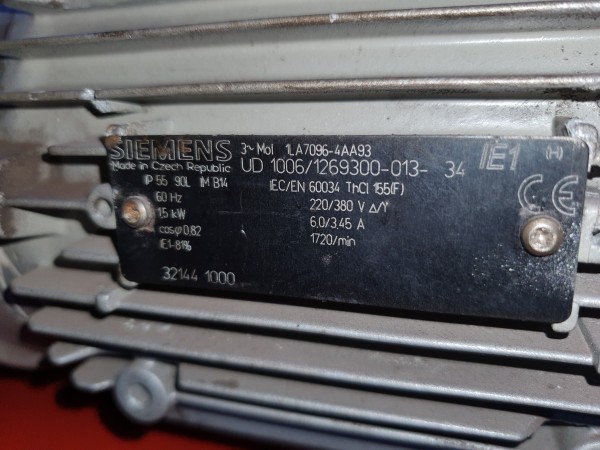 SIEMENS
3~ Mot 1LA7096-4AA93
Made in Czech Republic
UD 1006/1269300-013- 34
IE1
(H)
IP 55 90L IM B14
IEC/EN 60034 ThCl 155(F)
60 Hz
220/380 V Δ/Y
1,5 kW
6,0/3,45 A
cosφ 0,82
1720/min
IE1-81%
32144 1000
CE